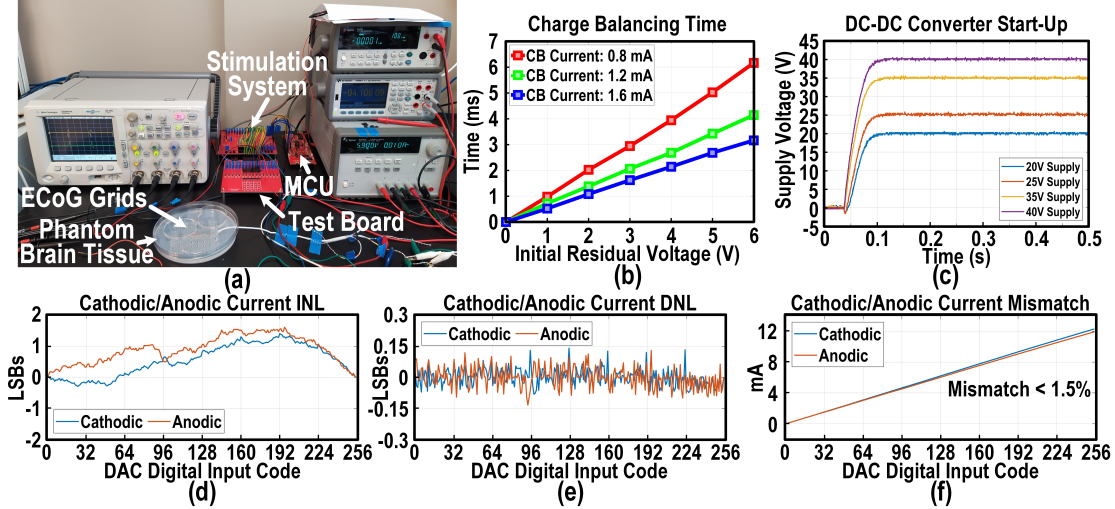 Stimulation
System
MCU
ECoG Grids
Test Board
Phantom
Brain Tissue
(a)
Charge Balancing Time
7
6
5
4
3
2
1
0
Time (ms)
CB Current: 0.8 mA
CB Current: 1.2 mA
CB Current: 1.6 mA
0 1 2 3 4 5 6
Initial Residual Voltage (V)
(b)
DC-DC Converter Start-Up
45
40
35
30
25
20
15
10
5
0
-5
Supply Voltage (V)
20V Supply
25V Supply
35V Supply
40V Supply
0 0.1 0.2 0.3 0.4 0.5
Time (s)
(c)
Cathodic/Anodic Current INL
2
1
0
-1
-2
LSBs
Cathodic Anodic
0 32 64 96 128 160 192 224 256
DAC Digital Input Code
(d)
Cathodic/Anodic Current DNL
0.3
0.15
0
-0.15
-0.3
LSBs
Cathodic Anodic
0 32 64 96 128 160 192 224 256
DAC Digital Input Code
(e)
Cathodic/Anodic Current Mismatch
12
8
4
0
mA
Cathodic
Anodic
Mismatch < 1.5%
0 32 64 96 128 160 192 224 256
DAC Digital Input Code
(f)